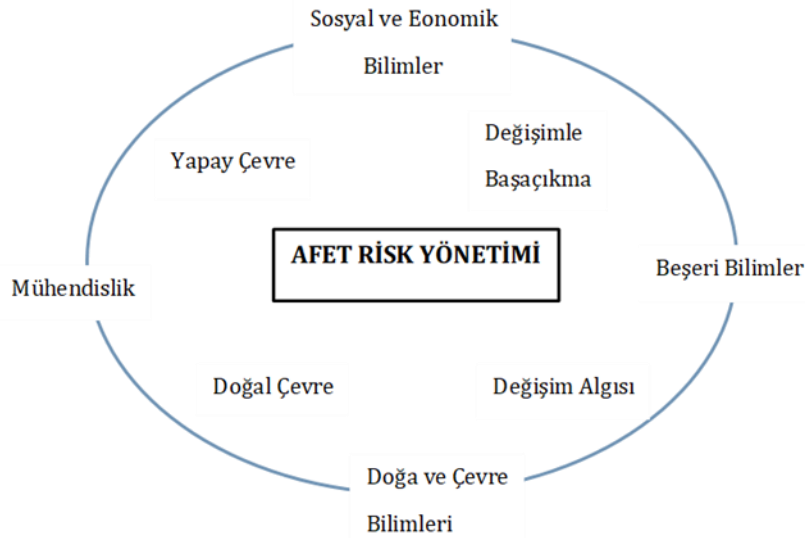 Sosyal ve Eonomik
Bilimler
Değişimle
Başaçıkma
Yapay Çevre
AFET RİSK YÖNETİMİ
Beşeri Bilimler
Mühendislik
Doğal Çevre
Değişim Algısı
Doğa ve Çevre
Bilimleri